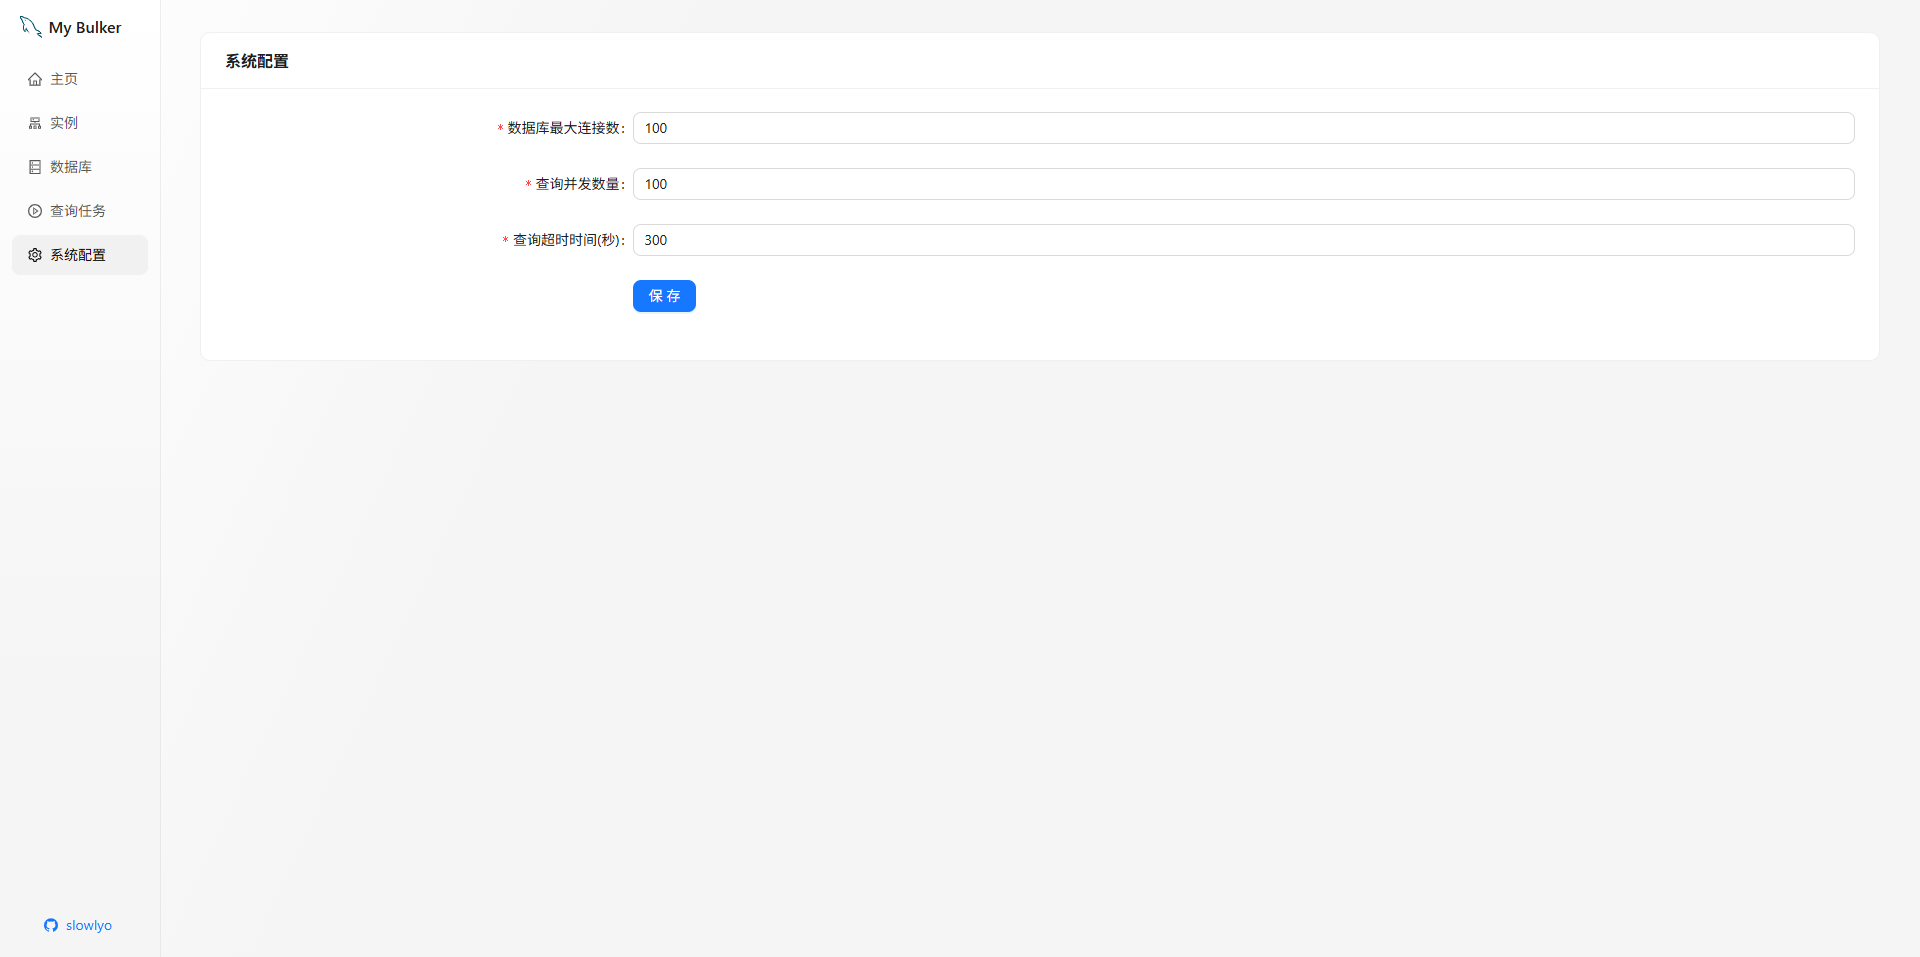 My Bulker
主页
实例
数据库
查询任务
系统配置
slowlyo
系统配置
* 数据库最大连接数: 100
* 查询并发数量: 100
* 查询超时时间(秒): 300
保 存